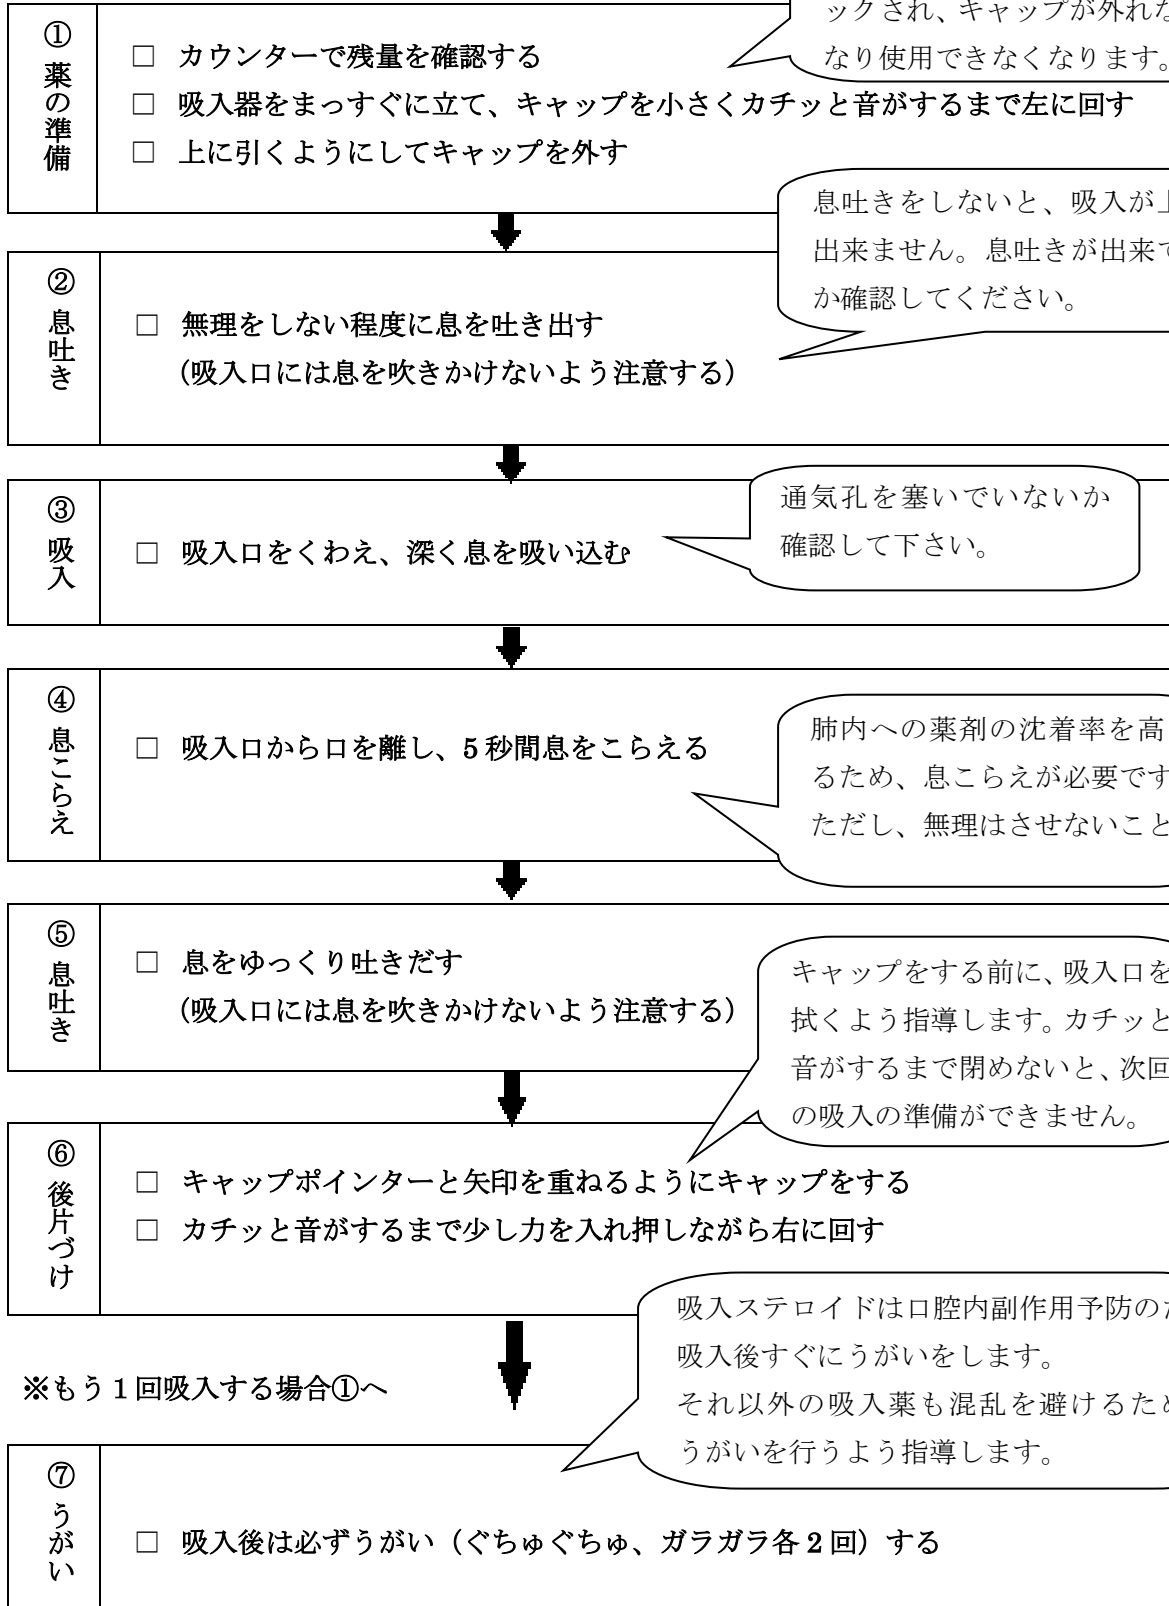 ックされ、キャップが外れな
なり使用できなくなります。
① 薬の準備
□ カウンターで残量を確認する
□ 吸入器をまっすぐに立て、キャップを小さくカチッと音がするまで左に回す
□ 上に引くようにしてキャップを外す
息吐きをしないと、吸入が上
出来ません。息吐きが出来て
か確認してください。
② 息吐き
□ 無理をしない程度に息を吐き出す
(吸入口には息を吹きかけないよう注意する)
③ 吸入
□ 吸入口をくわえ、深く息を吸い込む
通気孔を塞いでいないか
確認して下さい。
④ 息こらえ
□ 吸入口から口を離し、5秒間息をこらえる
肺内への薬剤の沈着率を高
るため、息こらえが必要です
ただし、無理はさせないこと
⑤ 息吐き
□ 息をゆっくり吐きだす
(吸入口には息を吹きかけないよう注意する)
キャップをする前に、吸入口を
拭くよう指導します。カチッと
音がするまで閉めないと、次回
の吸入の準備ができません。
⑥ 後片づけ
□ キャップポインターと矢印を重ねるようにキャップをする
□ カチッと音がするまで少し力を入れ押しながら右に回す
吸入ステロイドは口腔内副作用予防の
吸入後すぐにうがいをします。
それ以外の吸入薬も混乱を避けるため
うがいを行うよう指導します。
※もう1回吸入する場合①へ
⑦ うがい
□ 吸入後は必ずうがい（ぐちゅぐちゅ、ガラガラ各2回）する